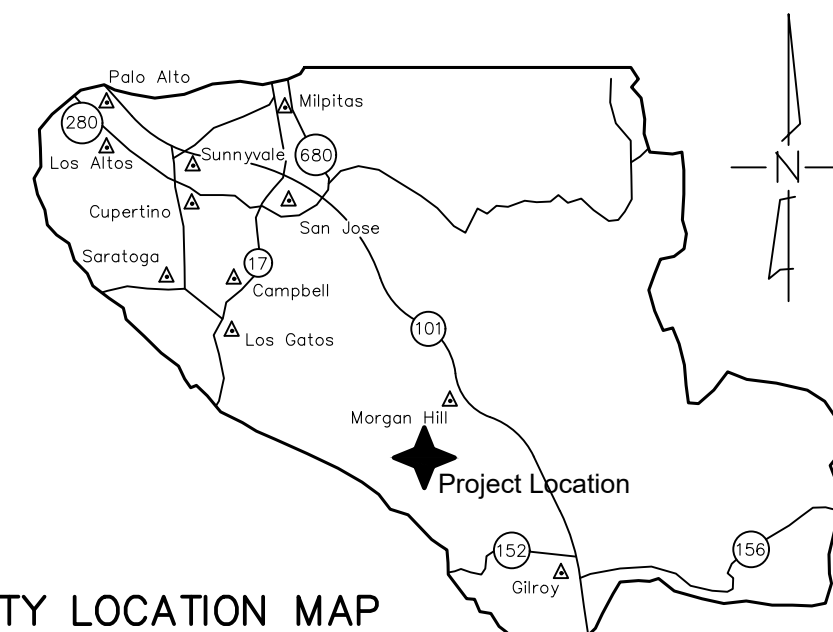 Palo Alto
Milpitas
280
Los Altos
Sunnyvale
680
N
Cupertino
San Jose
Saratoga
17
Campbell
101
Los Gatos
Morgan Hill
Project Location
152
156
Gilroy
TY LOCATION MAP